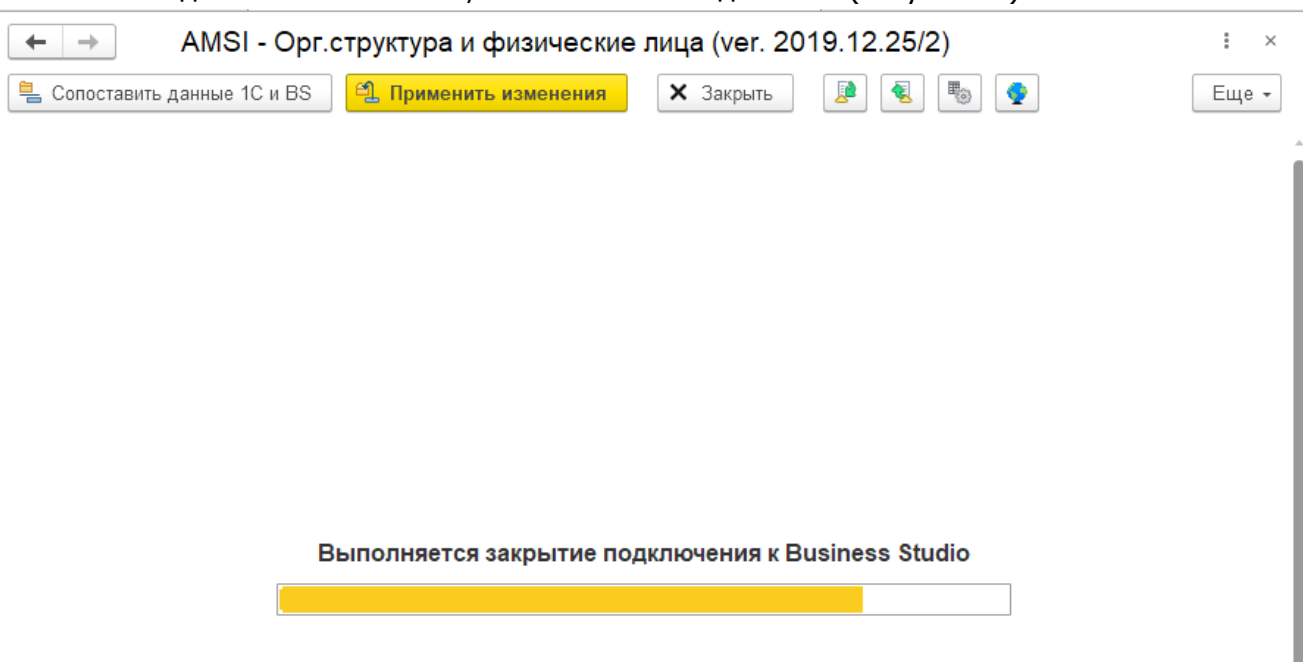 AMSI - Орг.структура и физические лица (ver. 2019.12.25/2)
Сопоставить данные 1С и BS Применить изменения Закрыть Еще
Выполняется закрытие подключения к Business Studio